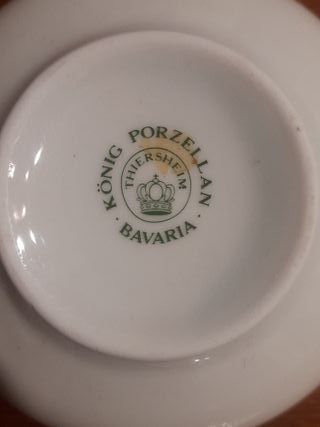 KÖNIG PORZELLAN
THIERSHEIM
· BAVARIA ·